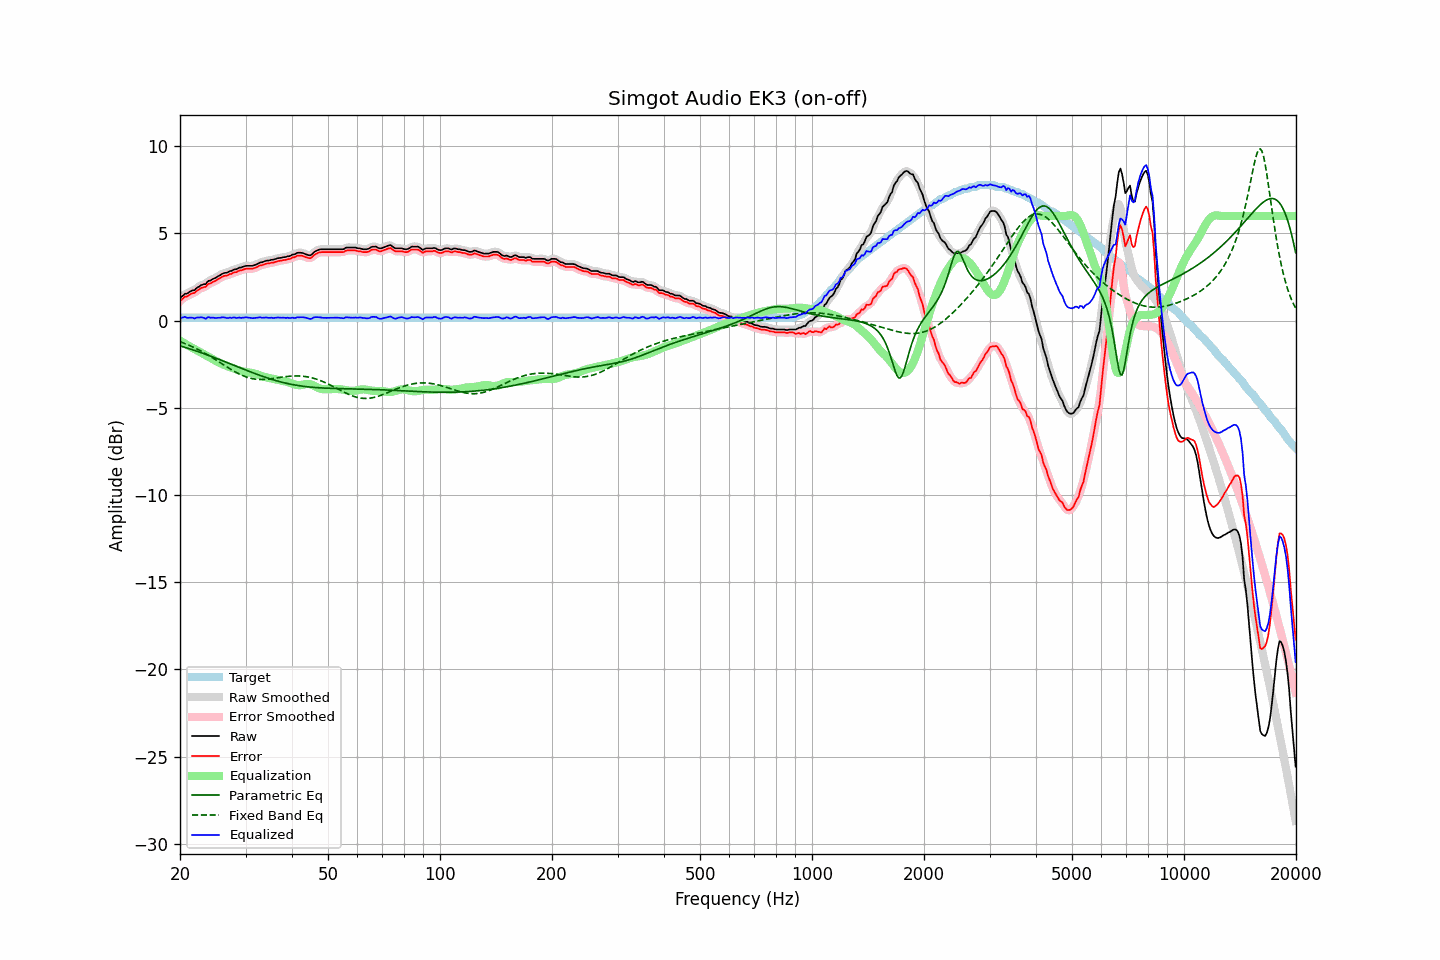 Simgot Audio EK3 (on-off)
10
5
0
−5
−10
−15
−20
−25
−30
Amplitude (dBr)
Target
Raw Smoothed
Error Smoothed
Raw
Error
Equalization
Parametric Eq
Fixed Band Eq
Equalized
20
50
100
200
500
1000
2000
5000
10000
20000
Frequency (Hz)